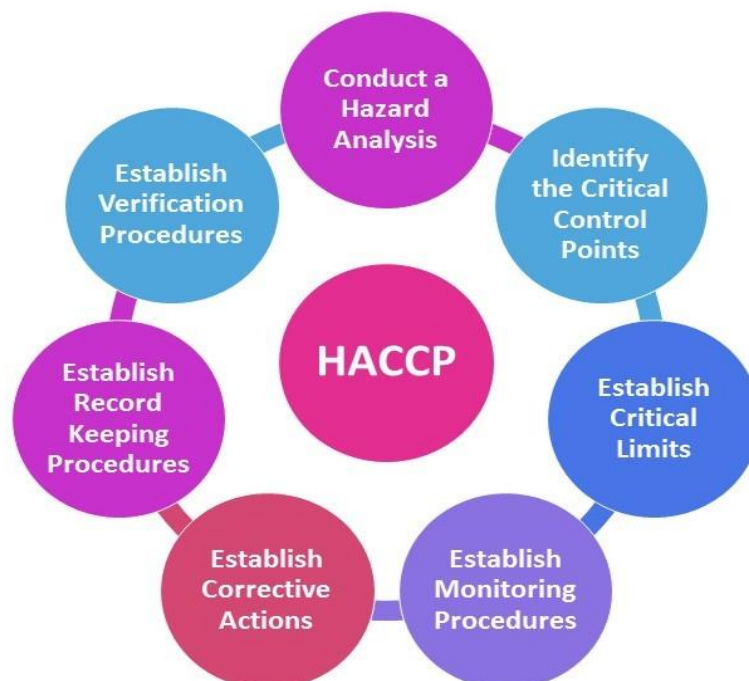 Conduct a
Hazard
Analysis
Identify
the Critical
Control
Points
Establish
Critical
Limits
Establish
Monitoring
Procedures
Establish
Corrective
Actions
Establish
Record
Keeping
Procedures
Establish
Verification
Procedures
HACCP